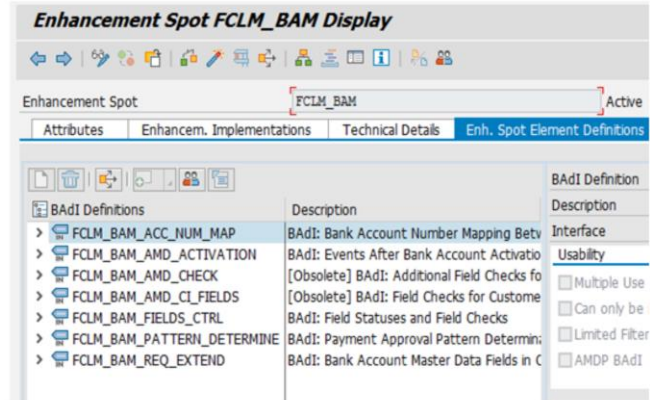 Enhancement Spot FCLM_BAM Display
Enhancement Spot FCLM_BAM Active
Attributes Enhancem. Implementations Technical Details Enh. Spot Element Definitions
BAdI Definitions Description
FCLM_BAM_ACC_NUM_MAP BAdI: Bank Account Number Mapping Betw
FCLM_BAM_AMD_ACTIVATION BAdI: Events After Bank Account Activatio
FCLM_BAM_AMD_CHECK [Obsolete] BAdI: Additional Field Checks fo
FCLM_BAM_AMD_CI_FIELDS [Obsolete] BAdI: Field Checks for Custome
FCLM_BAM_FIELDS_CTRL BAdI: Field Statuses and Field Checks
FCLM_BAM_PATTERN_DETERMINE BAdI: Payment Approval Pattern Determina
FCLM_BAM_REQ_EXTEND BAdI: Bank Account Master Data Fields in C
BAdI Definition
Description
Interface
Usability
Multiple Use
Can only be
Limited Filter
AMDP BAdI